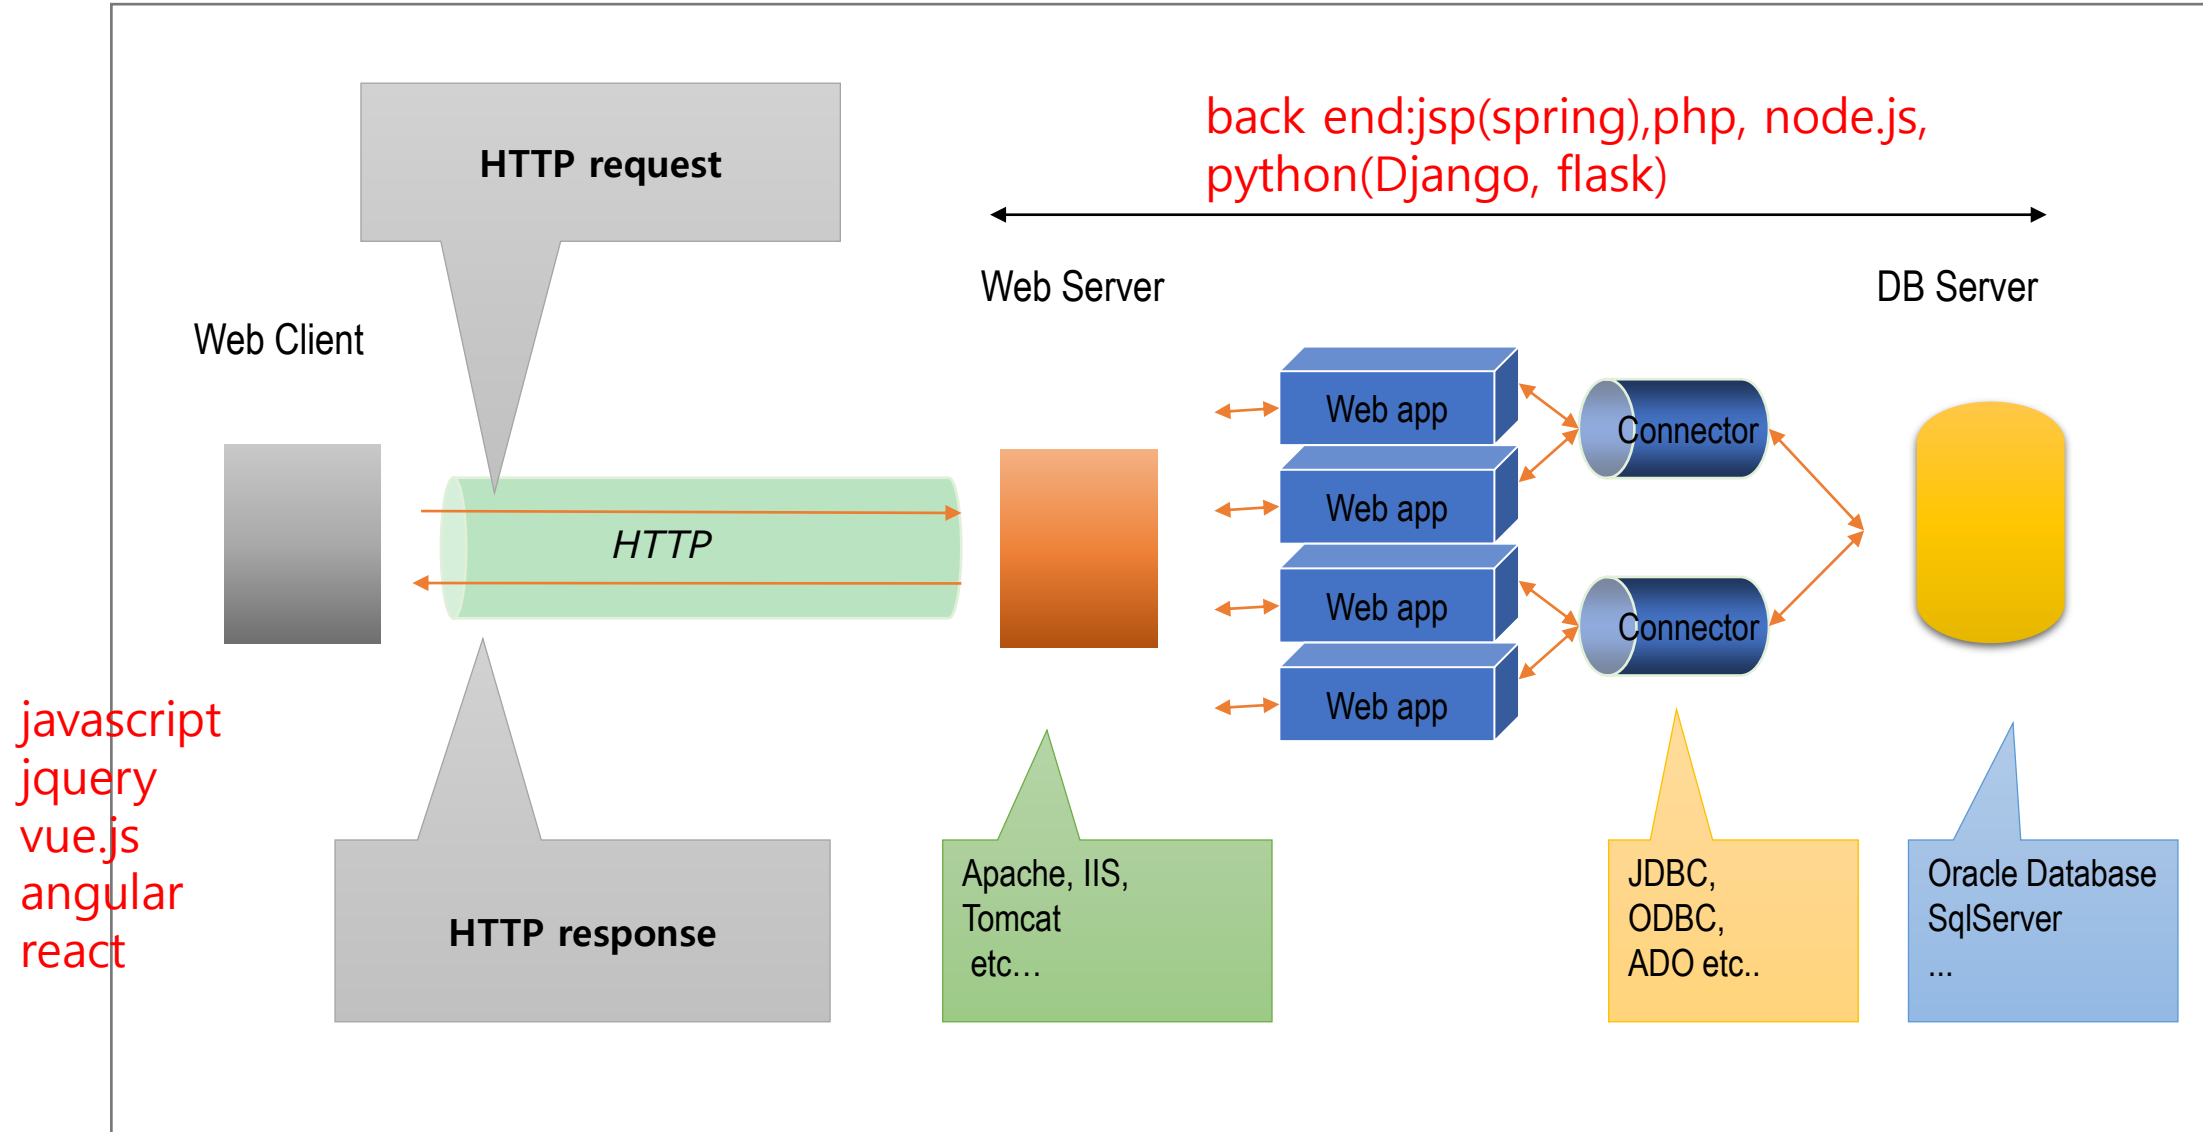 HTTP request
back end:jsp(spring),php, node.js,
python(Django, flask)
Web Server
DB Server
Web Client
Web app
Connector
Web app
HTTP
Web app
Connector
Web app
javascript
jquery
vue.js
angular
react
HTTP response
Apache, IIS,
Tomcat
etc…
JDBC,
ODBC,
ADO etc..
Oracle Database
SqlServer
...